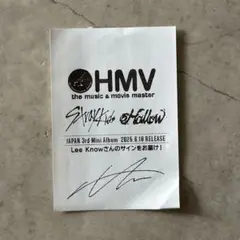 HMV
the music & movie master
Stray Kids Hollow
JAPAN 3rd Mini Album 2025.6.18 RELEASE
Lee Knowさんのサインをお届け!